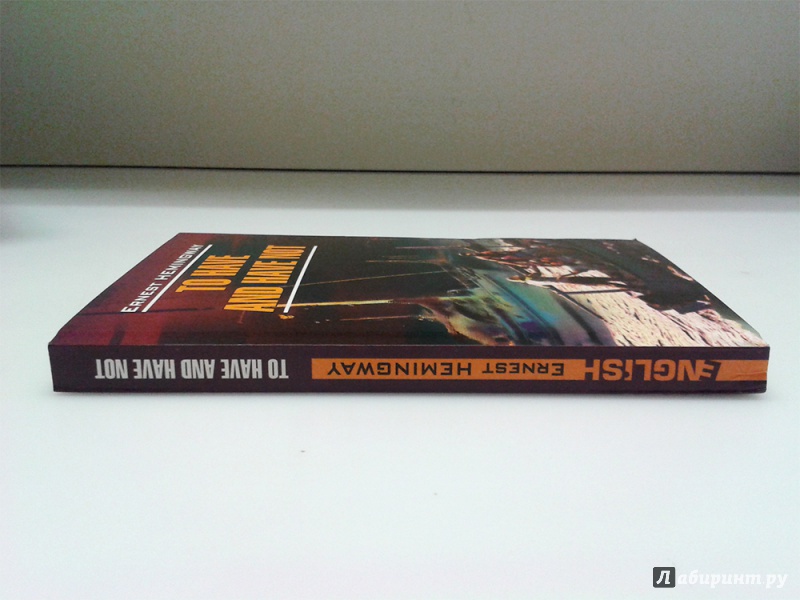 ERNEST HEMINGWAY
TO HAVE
AND HAVE NOT
ENGLISH
ERNEST HEMINGWAY
TO HAVE AND HAVE NOT
Лабиринт.ру